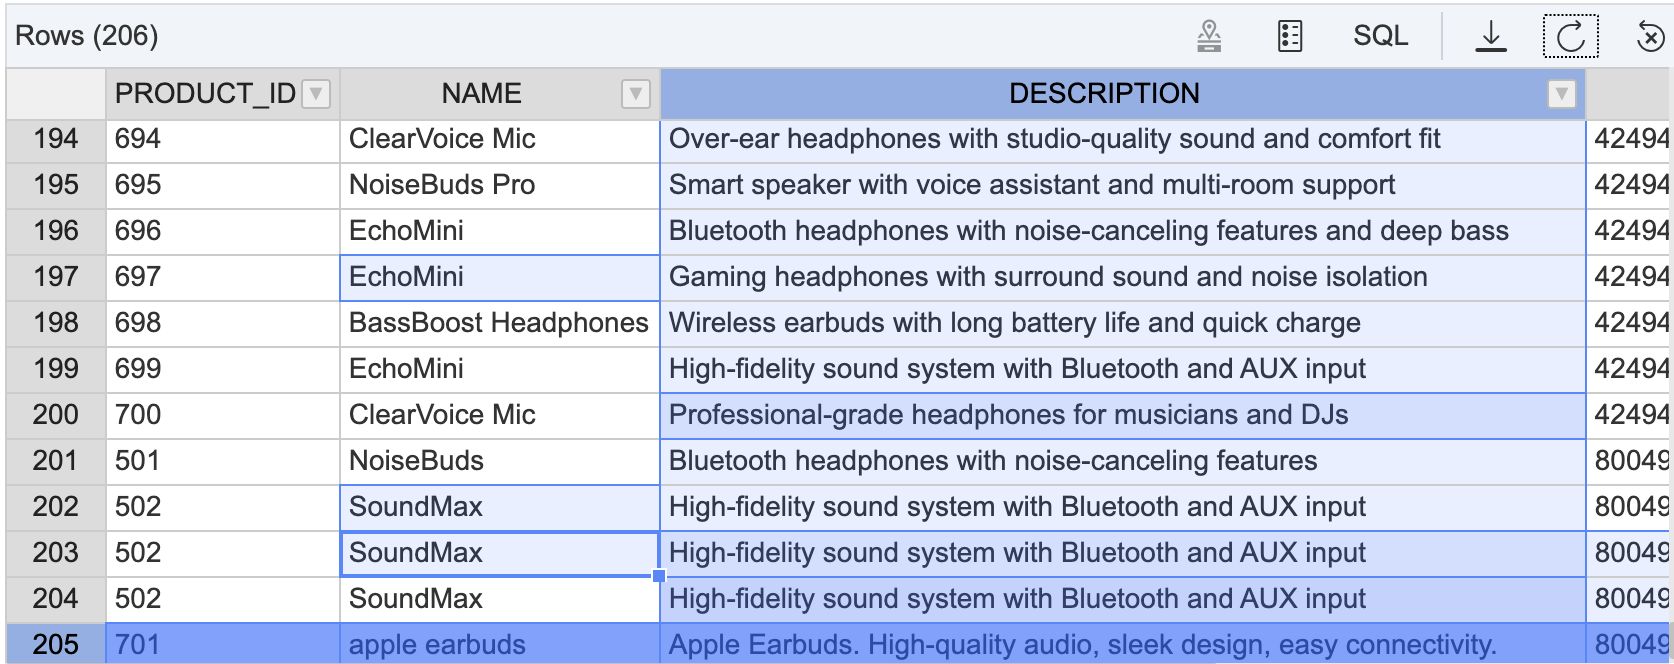 Rows (206) SQL
PRODUCT_ID NAME DESCRIPTION
194 694 ClearVoice Mic Over-ear headphones with studio-quality sound and comfort fit 42494
195 695 NoiseBuds Pro Smart speaker with voice assistant and multi-room support 42494
196 696 EchoMini Bluetooth headphones with noise-canceling features and deep bass 42494
197 697 EchoMini Gaming headphones with surround sound and noise isolation 42494
198 698 BassBoost Headphones Wireless earbuds with long battery life and quick charge 42494
199 699 EchoMini High-fidelity sound system with Bluetooth and AUX input 42494
200 700 ClearVoice Mic Professional-grade headphones for musicians and DJs 42494
201 501 NoiseBuds Bluetooth headphones with noise-canceling features 80049
202 502 SoundMax High-fidelity sound system with Bluetooth and AUX input 80049
203 502 SoundMax High-fidelity sound system with Bluetooth and AUX input 80049
204 502 SoundMax High-fidelity sound system with Bluetooth and AUX input 80049
205 701 apple earbuds Apple Earbuds. High-quality audio, sleek design, easy connectivity. 80049